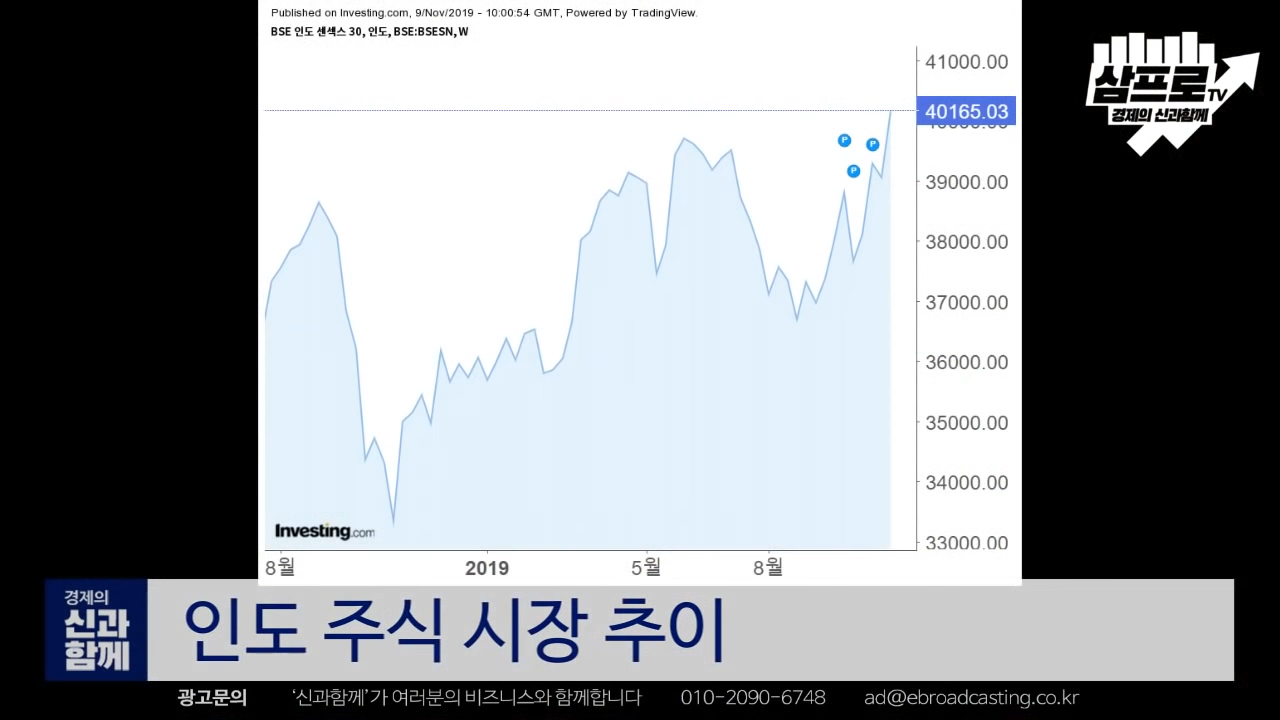 Published on Investing.com, 9/Nov/2019 - 10:00:54 GMT, Powered by TradingView.
BSE 인도 센섹스 30, 인도, BSE:BSESN, W
삼프로TV
경제의 신과함께
41000.00
40165.03
39000.00
38000.00
37000.00
36000.00
35000.00
34000.00
33000.00
P
P
P
Investing.com
8월 2019 5월 8월
경제의
신과
함께
인도 주식 시장 추이
광고문의 ‘신과함께’가 여러분의 비즈니스와 함께합니다 010-2090-6748 ad@ebroadcasting.co.kr